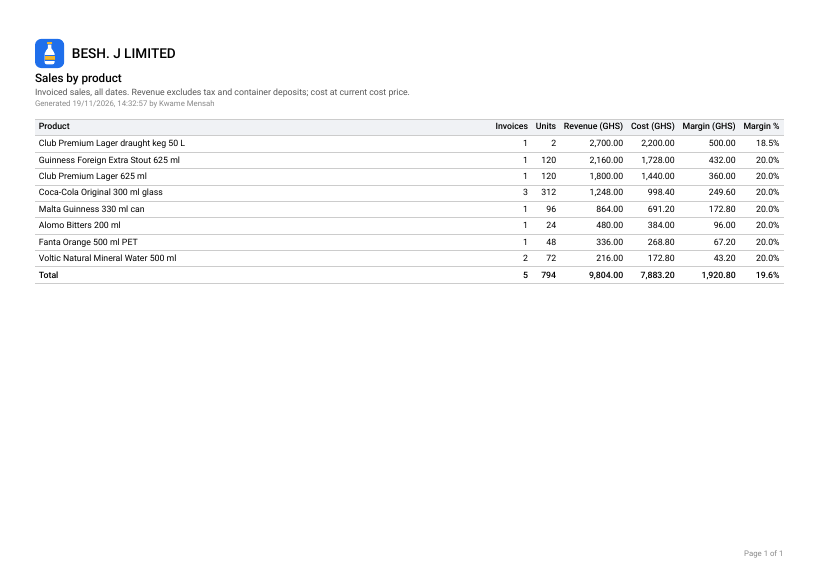 BESH. J LIMITED
Sales by product
Invoiced sales, all dates. Revenue excludes tax and container deposits; cost at current cost price.
Generated 19/11/2026, 14:32:57 by Kwame Mensah
Product Invoices Units Revenue (GHS) Cost (GHS) Margin (GHS) Margin %
Club Premium Lager draught keg 50 L 1 2 2,700.00 2,200.00 500.00 18.5%
Guinness Foreign Extra Stout 625 ml 1 120 2,160.00 1,728.00 432.00 20.0%
Club Premium Lager 625 ml 1 120 1,800.00 1,440.00 360.00 20.0%
Coca-Cola Original 300 ml glass 3 312 1,248.00 998.40 249.60 20.0%
Malta Guinness 330 ml can 1 96 864.00 691.20 172.80 20.0%
Alomo Bitters 200 ml 1 24 480.00 384.00 96.00 20.0%
Fanta Orange 500 ml PET 1 48 336.00 268.80 67.20 20.0%
Voltic Natural Mineral Water 500 ml 2 72 216.00 172.80 43.20 20.0%
Total 5 794 9,804.00 7,883.20 1,920.80 19.6%
Page 1 of 1